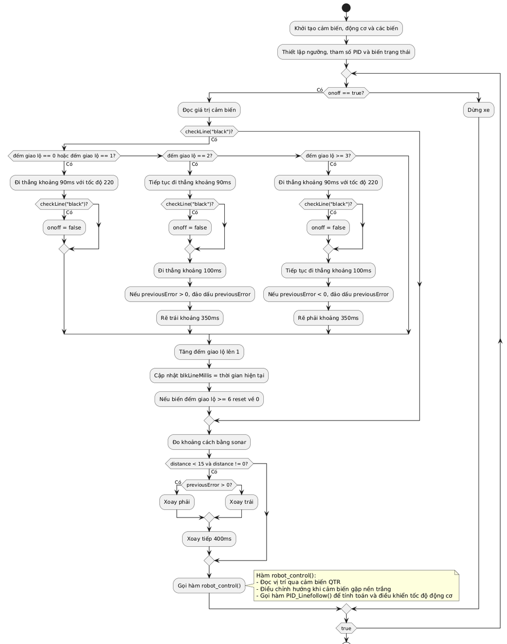 Khởi tạo cảm biến, động cơ và các biến
Thiết lập ngưỡng, tham số PID và biến trạng thái
onoff == true?
Có
Đọc giá trị cảm biến
Dừng xe
checkLine("black")?
Có
đếm giao lộ == 0 hoặc đếm giao lộ == 1?
đếm giao lộ == 2?
đếm giao lộ >= 3?
Có
Có
Có
Đi thẳng khoảng 90ms với tốc độ 220
Tiếp tục đi thẳng khoảng 90ms
Đi thẳng khoảng 90ms với tốc độ 220
checkLine("black")?
checkLine("black")?
checkLine("black")?
Có
Có
Có
onoff = false
onoff = false
onoff = false
Đi thẳng khoảng 100ms
Tiếp tục đi thẳng khoảng 100ms
Nếu previousError > 0, đảo dấu previousError
Nếu previousError < 0, đảo dấu previousError
Rẽ trái khoảng 350ms
Rẽ phải khoảng 350ms
Tăng đếm giao lộ lên 1
Cập nhật blkLineMillis = thời gian hiện tại
Nếu biến đếm giao lộ >= 6 reset về 0
Đo khoảng cách bằng sonar
distance < 15 và distance != 0?
Có
previousError > 0?
Có
Xoay phải
Xoay trái
Xoay tiếp 400ms
Gọi hàm robot_control()
Hàm robot_control():
- Đọc vị trí qua cảm biến QTR
- Điều chỉnh hướng khi cảm biến gặp nền trắng
- Gọi hàm PID_Linefollow() để tính toán và điều khiển tốc độ động cơ
true